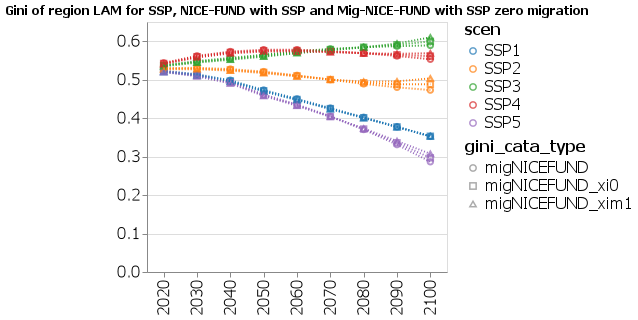 Gini of region LAM for SSP, NICE-FUND with SSP and Mig-NICE-FUND with SSP zero migration
0.6
0.5
0.4
0.3
0.2
0.1
0.0
2020
2030
2040
2050
2060
2070
2080
2090
2100
scen
SSP1
SSP2
SSP3
SSP4
SSP5
gini_cata_type
migNICEFUND
migNICEFUND_xi0
migNICEFUND_xim1